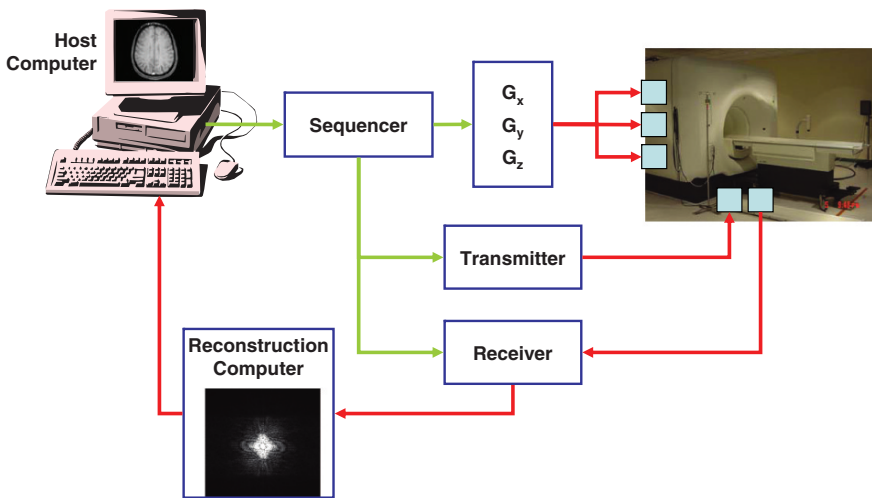 Host
Computer
Sequencer
Gx
Gy
Gz
Transmitter
Receiver
Reconstruction
Computer